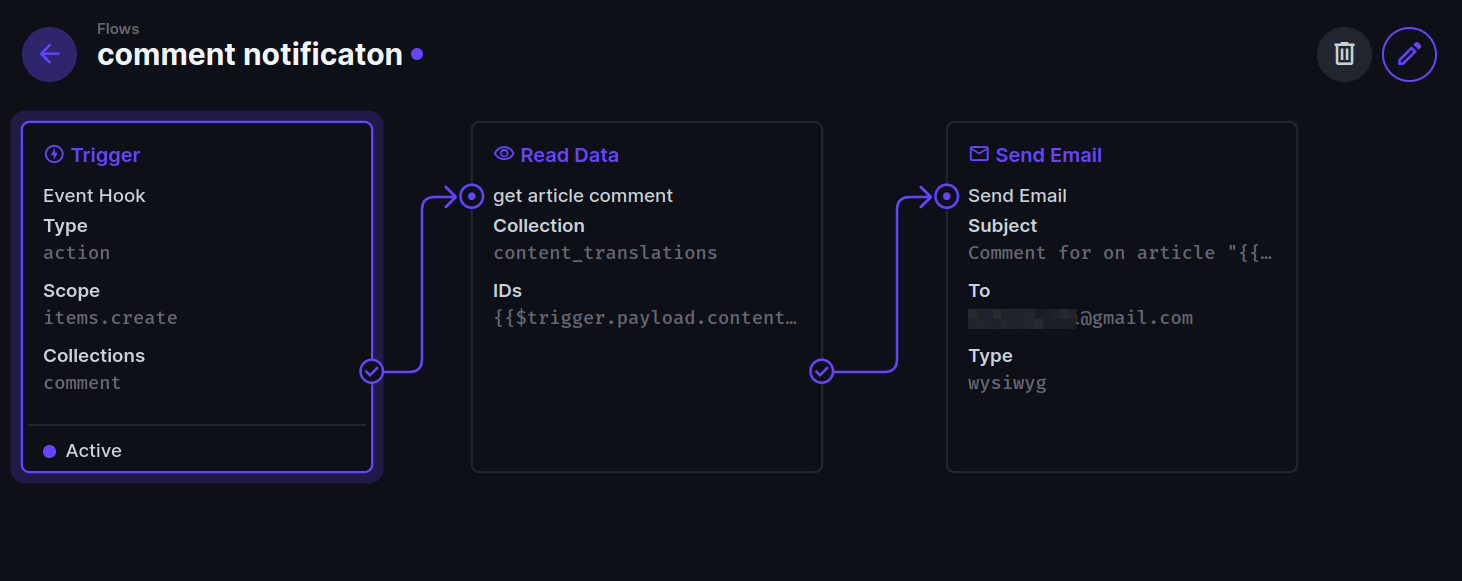 Flows
comment notificaton
Trigger
Event Hook
Type
action
Scope
items.create
Collections
comment
Active
Read Data
get article comment
Collection
content_translations
IDs
{{$trigger.payload.content…
Send Email
Send Email
Subject
Comment for on article "{{…
To
@gmail.com
Type
wysiwyg